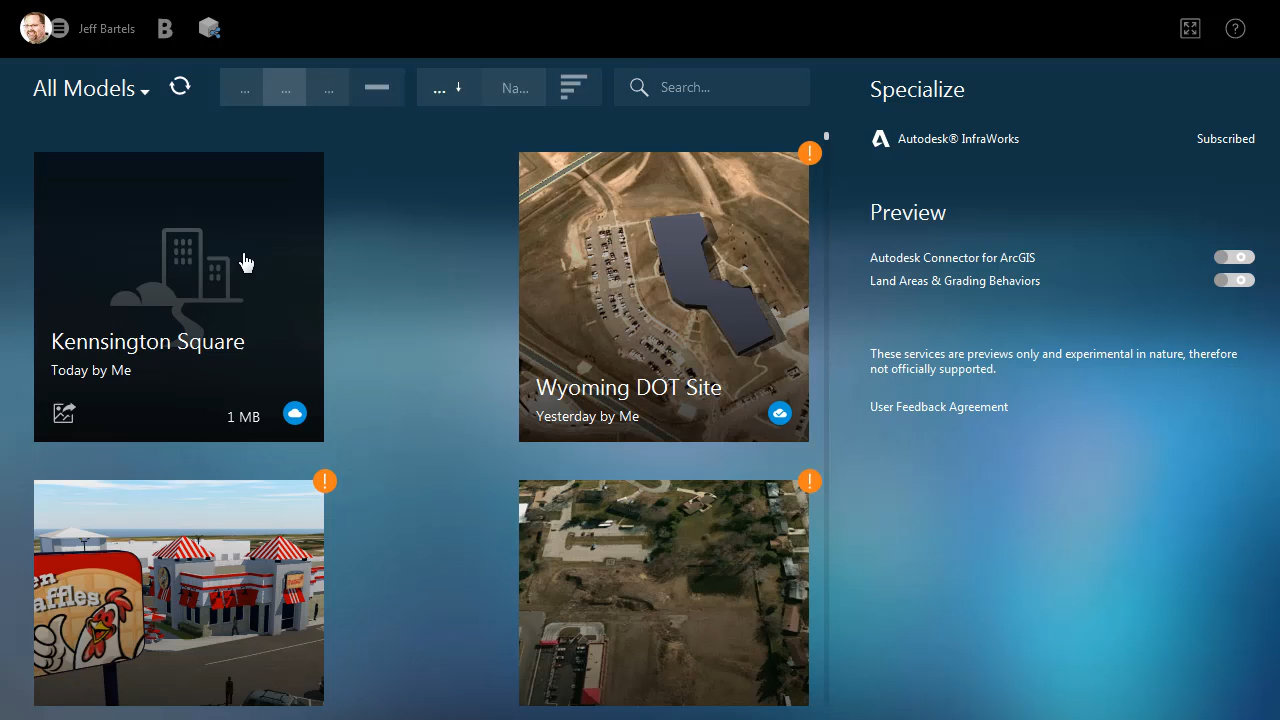 Jeff Bartels
B
?
All Models
...
...
...
...
Na...
Search...
Specialize
Autodesk® InfraWorks
Subscribed
Preview
Autodesk Connector for ArcGIS
Land Areas & Grading Behaviors
These services are previews only and experimental in nature, therefore
not officially supported.
User Feedback Agreement
Kennsington Square
Today by Me
1 MB
!
Wyoming DOT Site
Yesterday by Me
!
en
affles
!